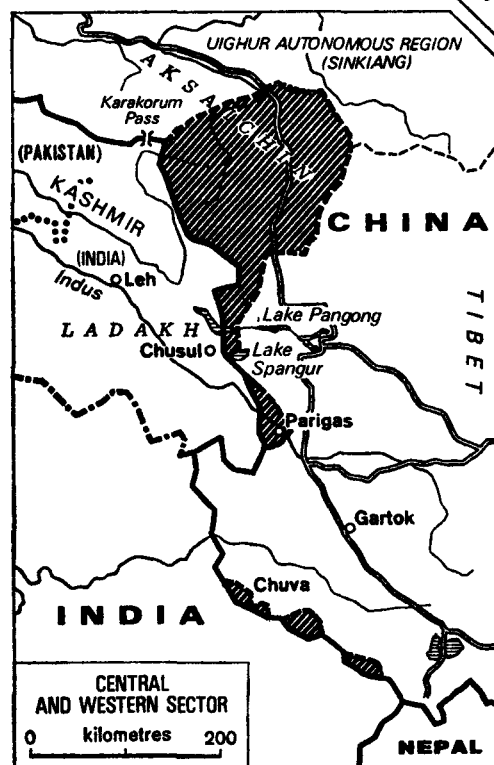 UIGHUR AUTONOMOUS REGION
(SINKIANG)
AKSAI CHIN
Karakorum
Pass
(PAKISTAN)
KASHMIR
CHINA
(INDIA)
Indus
Leh
Lake Pangong
LADAKH
TIBET
Chusul
Lake
Spangur
Parigas
Gartok
Chuva
INDIA
CENTRAL
AND WESTERN SECTOR
kilometres
0 200
NEPAL